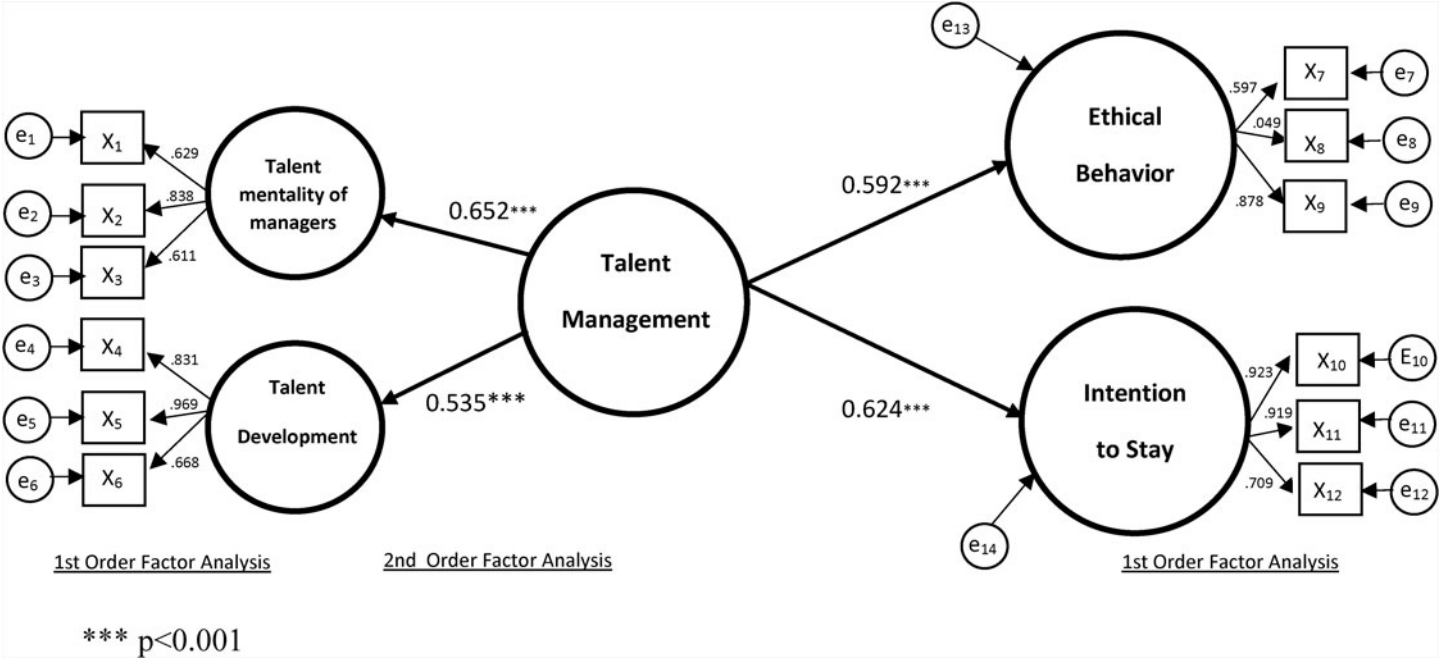 e13
e1
X1
.629
e2
X2
.838
e3
X3
.611
Talent
mentality of
managers
e4
X4
.831
e5
X5
.969
e6
X6
.668
Talent
Development
0.652***
0.535***
Talent
Management
0.592***
0.624***
Ethical
Behavior
.597
X7
e7
.049
X8
e8
.878
X9
e9
Intention
to Stay
.923
X10
E10
.919
X11
e11
.709
X12
e12
e14
1st Order Factor Analysis
2nd Order Factor Analysis
1st Order Factor Analysis
*** p<0.001